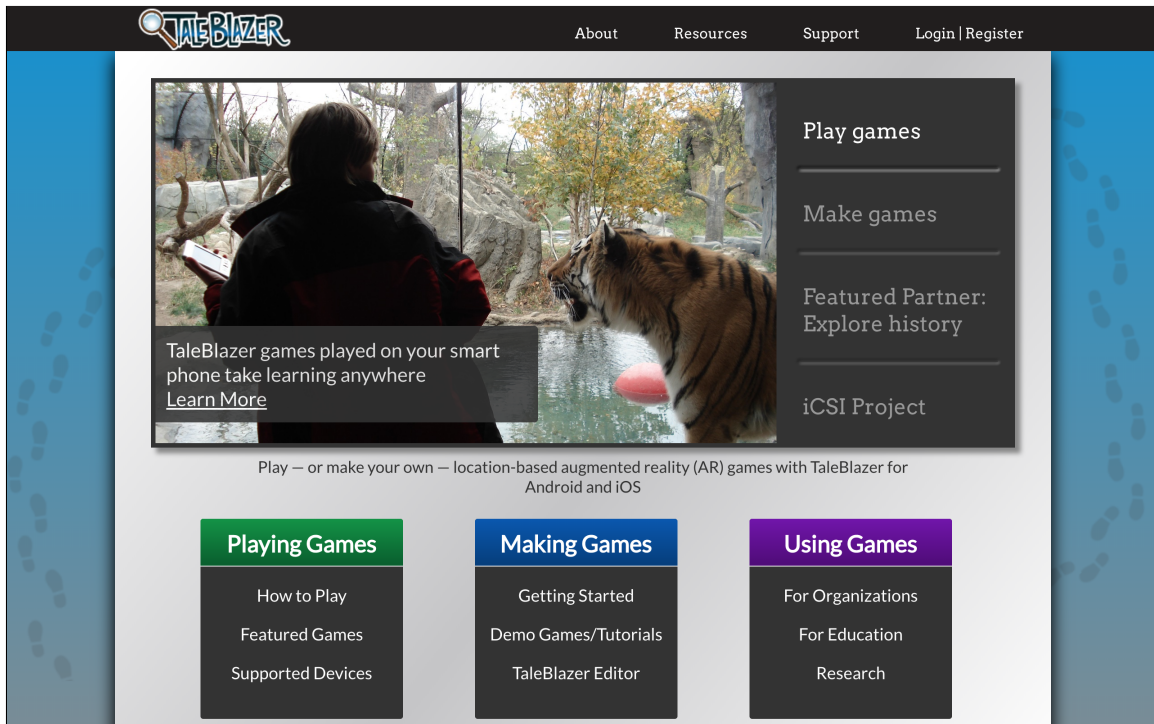 TALEBLAZER
About Resources Support Login | Register
Play games
Make games
Featured Partner:
Explore history
iCSI Project
TaleBlazer games played on your smart
phone take learning anywhere
Learn More
Play — or make your own — location-based augmented reality (AR) games with TaleBlazer for
Android and iOS
Playing Games
How to Play
Featured Games
Supported Devices
Making Games
Getting Started
Demo Games/Tutorials
TaleBlazer Editor
Using Games
For Organizations
For Education
Research